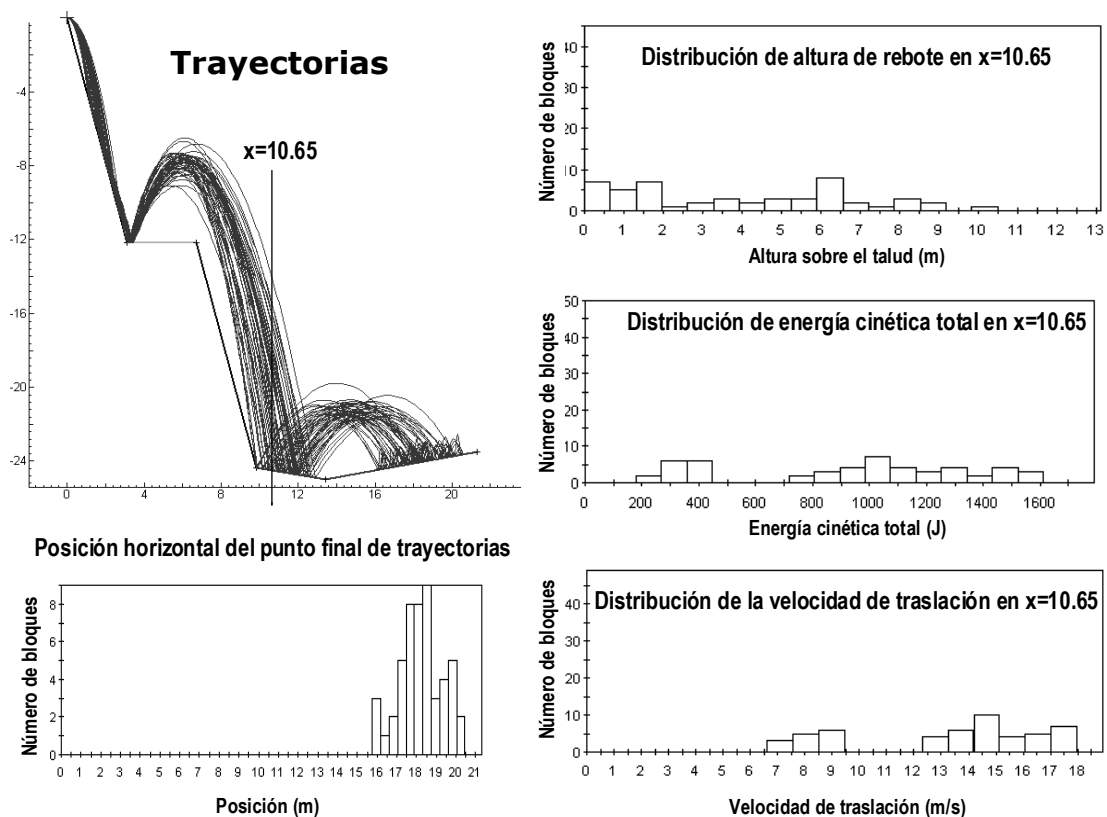 Trayectorias
x=10.65
-4
-8
-12
-16
-20
-24
0 4 8 12 16 20
Distribución de altura de rebote en x=10.65
Número de bloques
40
30
20
10
0
0 1 2 3 4 5 6 7 8 9 10 11 12 13
Altura sobre el talud (m)
Distribución de energía cinética total en x=10.65
Número de bloques
50
40
30
20
10
0
0 200 400 600 800 1000 1200 1400 1600
Energía cinética total (J)
Posición horizontal del punto final de trayectorias
Número de bloques
8
6
4
2
0
0 1 2 3 4 5 6 7 8 9 10 11 12 13 14 15 16 17 18 19 20 21
Posición (m)
Distribución de la velocidad de traslación en x=10.65
Número de bloques
40
30
20
10
0
0 1 2 3 4 5 6 7 8 9 10 11 12 13 14 15 16 17 18
Velocidad de traslación (m/s)